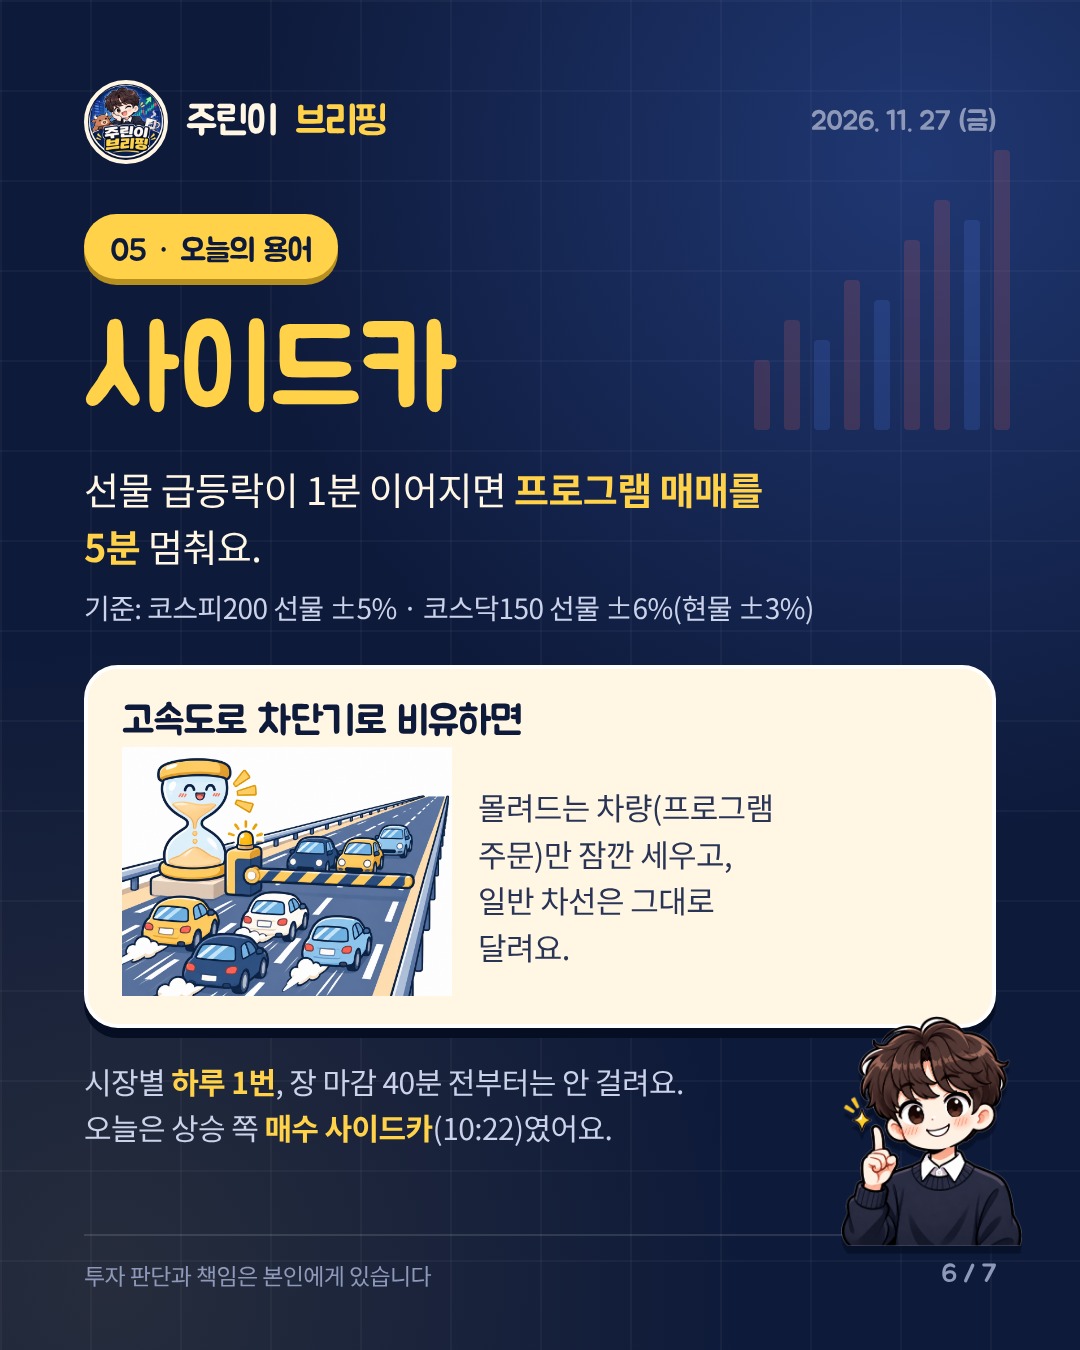 주린이 브리핑
주린이 브리핑
2026. 11. 27 (금)
05 · 오늘의 용어
사이드카
선물 급등락이 1분 이어지면 프로그램 매매를
5분 멈춰요.
기준: 코스피200 선물 ±5% · 코스닥150 선물 ±6%(현물 ±3%)
고속도로 차단기로 비유하면
몰려드는 차량(프로그램
주문)만 잠깐 세우고,
일반 차선은 그대로
달려요.
시장별 하루 1번, 장 마감 40분 전부터는 안 걸려요.
오늘은 상승 쪽 매수 사이드카(10:22)였어요.
투자 판단과 책임은 본인에게 있습니다
6 / 7